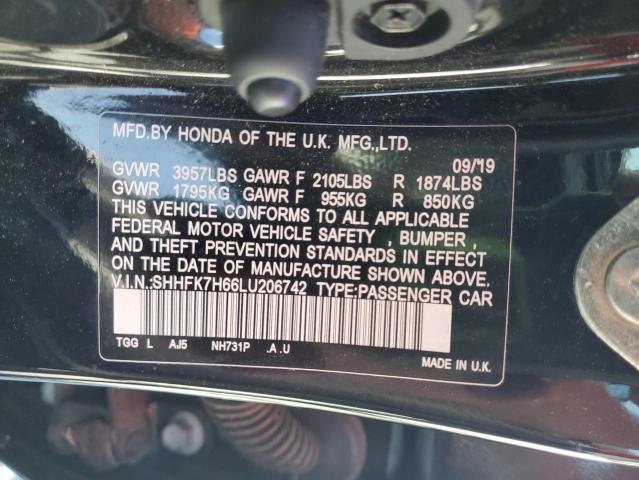 MFD.BY HONDA OF THE U.K. MFG.,LTD.
09/19
GVWR 3957LBS GAWR F 2105LBS R 1874LBS
GVWR 1795KG GAWR F 955KG R 850KG
THIS VEHICLE CONFORMS TO ALL APPLICABLE
FEDERAL MOTOR VEHICLE SAFETY , BUMPER ,
AND THEFT PREVENTION STANDARDS IN EFFECT
ON THE DATE OF MANUFACTURE SHOWN ABOVE.
V.I.N.:SHHFK7H66LU206742 TYPE:PASSENGER CAR
TGG L AJ5 NH731P .A .U
MADE IN U.K.